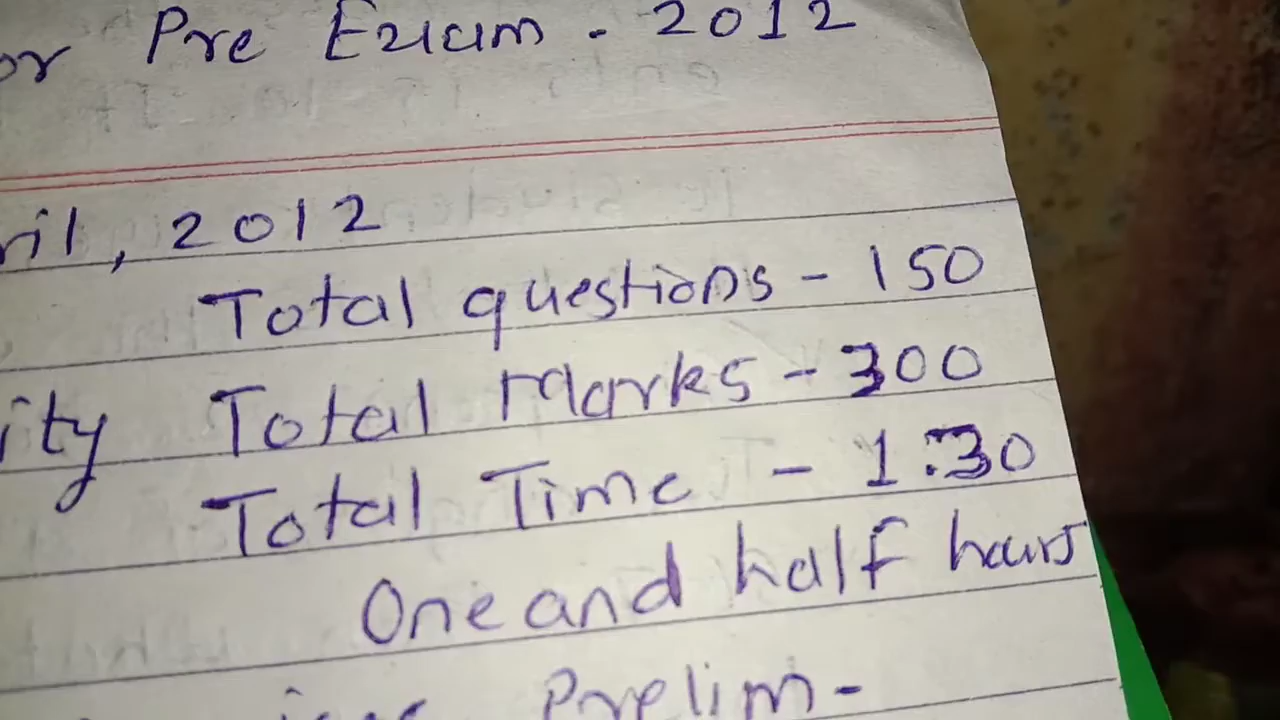 or Pre Exam - 2012
ril, 2012
Total questions - 150
ity Total Marks - 300
Total Time - 1:30
One and half hours
Prelim-